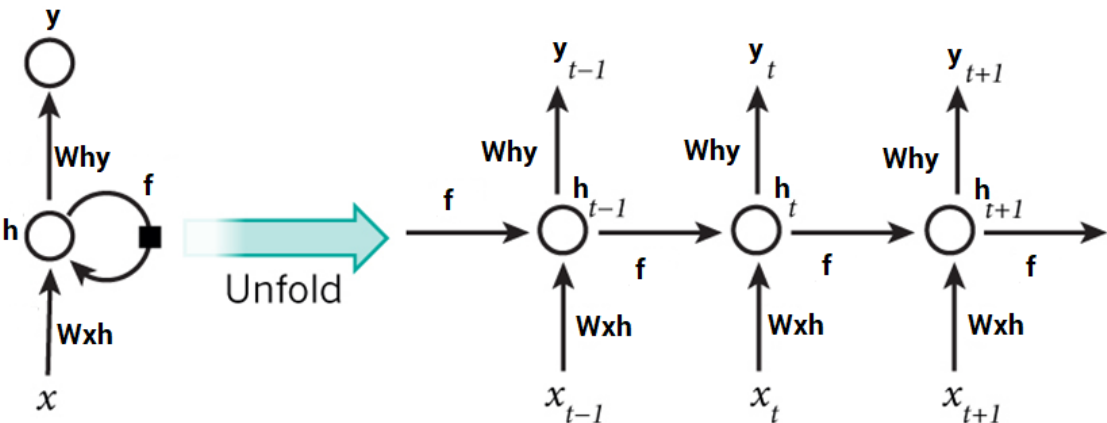 y
Why
f
h
Wxh
x
Unfold
y t-1
y t
y t+1
Why
Why
Why
f
h t-1
h t
h t+1
f
f
f
Wxh
Wxh
Wxh
x t-1
x t
x t+1